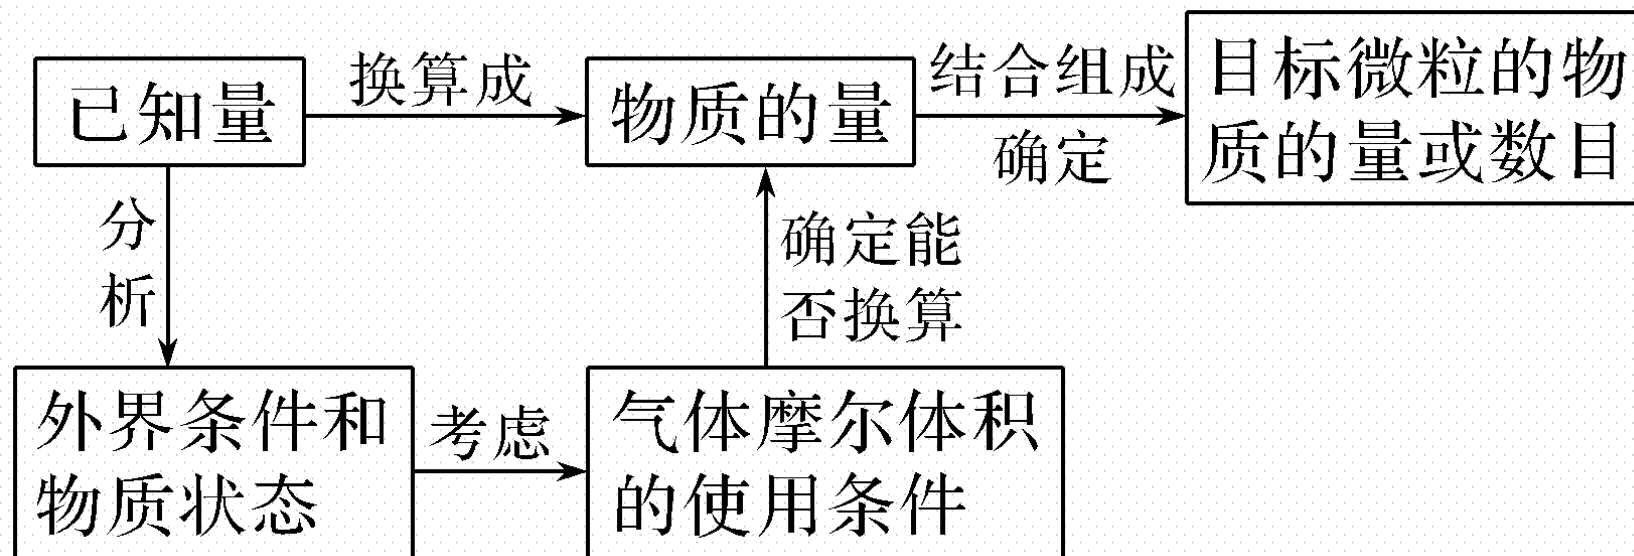 已知量
换算成
物质的量
结合组成
确定
目标微粒的物
质的量或数目
分
析
确定能
否换算
外界条件和
物质状态
考虑
气体摩尔体积
的使用条件